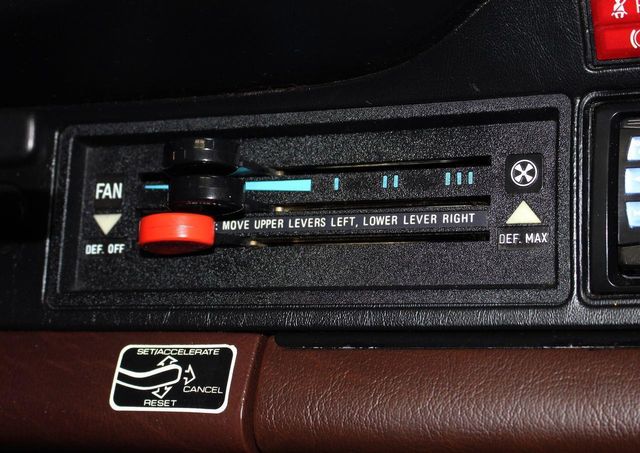 FAN
: MOVE UPPER LEVERS LEFT, LOWER LEVER RIGHT
DEF. OFF
DEF. MAX
SET/ACCELERATE
CANCEL
RESET